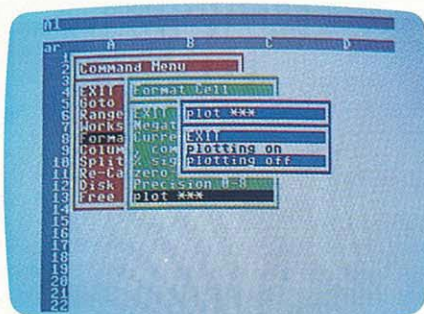 A1
ar A B C D
1
2 Command Menu
3
4 EXIT Format Cell
5 Goto
6 Range EXIT plot ***
7 Works Negat
8 Forma Curre EXIT
9 Colum % com plotting on
10 Split % sig plotting off
11 Re-Ca zero
12 Disk Precision 0-8
13 Free plot ***
14
15
16
17
18
19
20
21
22